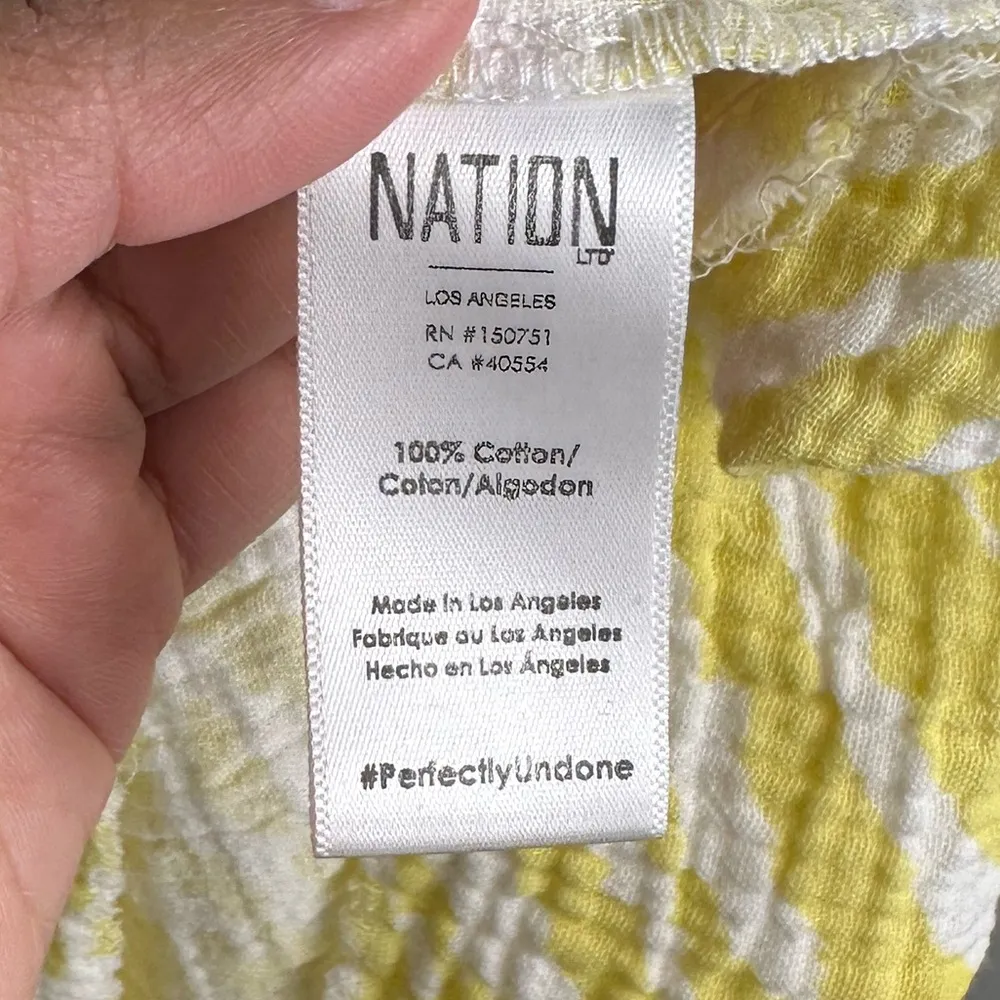 NATION
LTD
LOS ANGELES
RN #150751
CA #40554
100% Cotton/
Coton/Algodon
Made in Los Angeles
Fabrique au Los Angeles
Hecho en Los Ángeles
#PerfectlyUndone